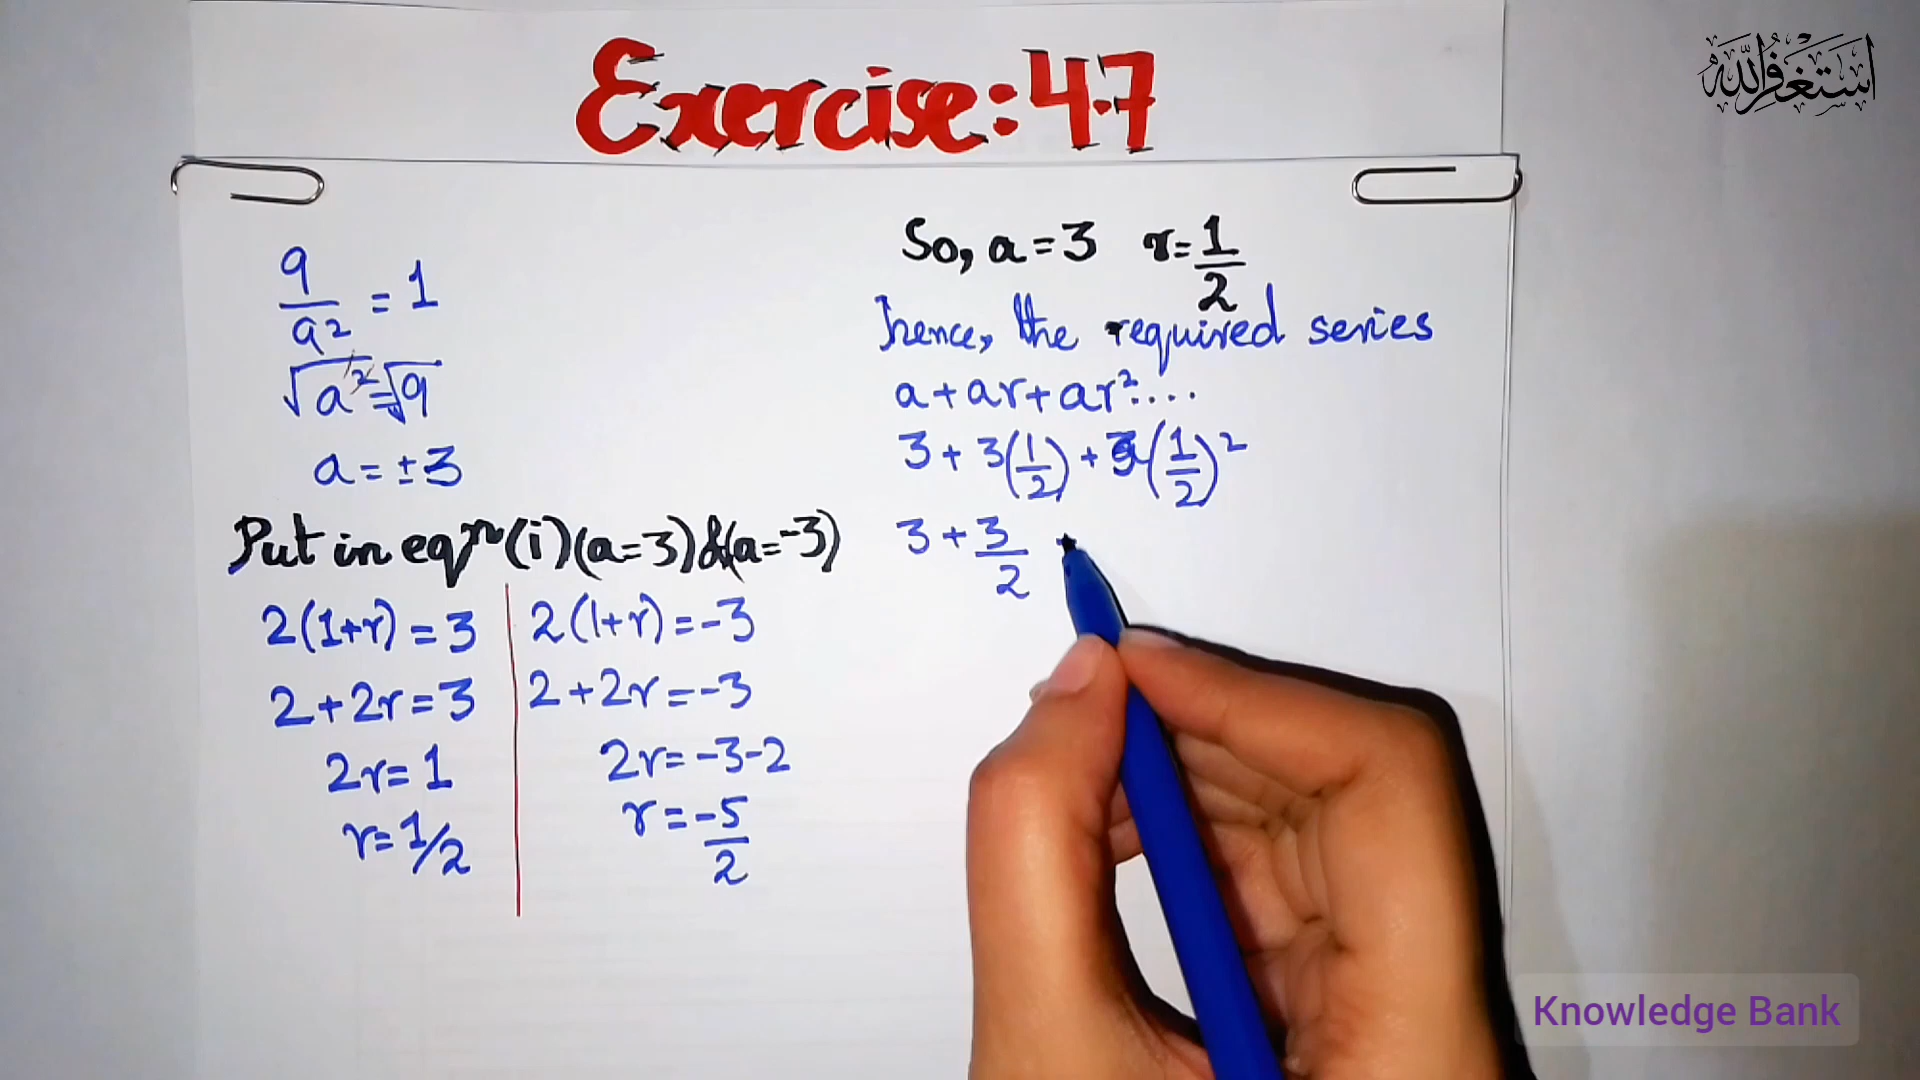 Exercise: 4.7
أستغفر الله
9/a² = 1
√a² = √9
a = ±3
Put in eqⁿ (i) (a=3) & (a=-3)
2(1+r) = 3
2+2r = 3
2r = 1
r = 1/2
2(1+r) = -3
2+2r = -3
2r = -3-2
r = -5/2
So, a = 3 r = 1/2
hence, the required series
a + ar + ar² ...
3 + 3(1/2) + 3(1/2)²
3 + 3/2
Knowledge Bank